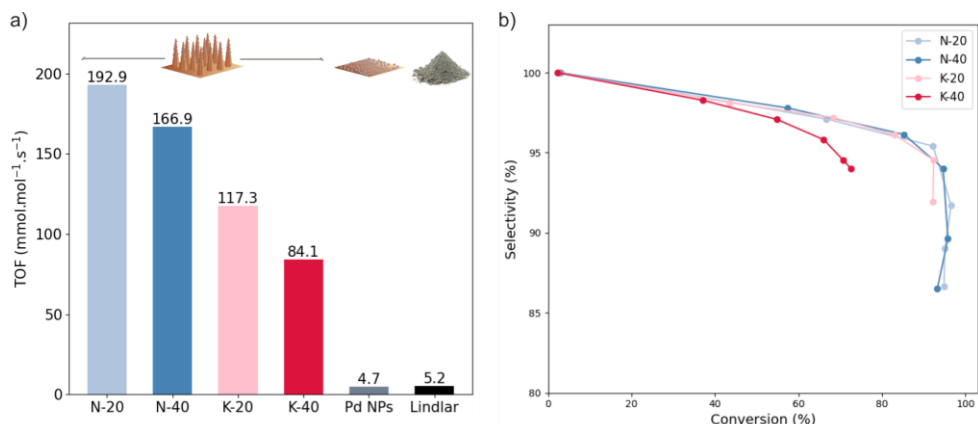 a)
TOF (mmol.mol⁻¹.s⁻¹)
200
150
100
50
0
192.9
166.9
117.3
84.1
4.7
5.2
N-20 N-40 K-20 K-40 Pd NPs Lindlar
b)
Selectivity (%)
100
95
90
85
80
N-20
N-40
K-20
K-40
0 20 40 60 80 100
Conversion (%)